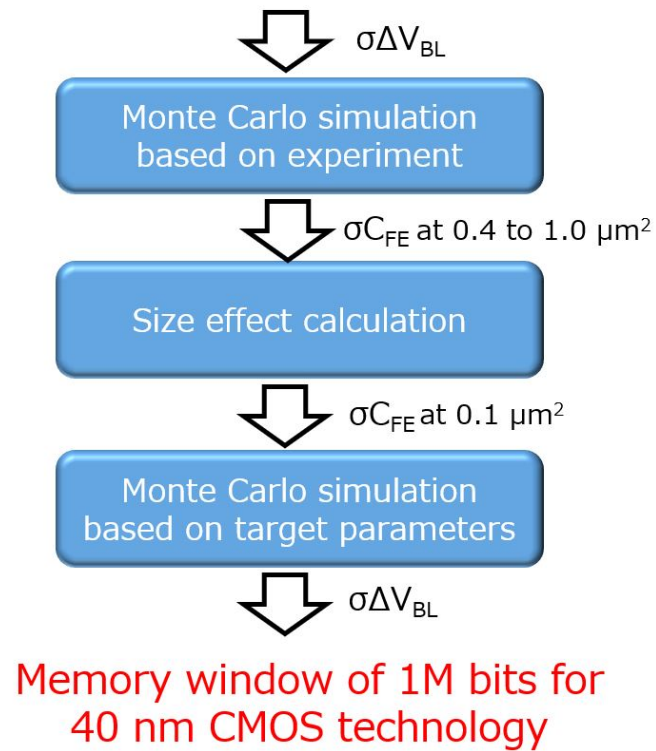 σΔV_BL
Monte Carlo simulation
based on experiment
σC_FE at 0.4 to 1.0 μm²
Size effect calculation
σC_FE at 0.1 μm²
Monte Carlo simulation
based on target parameters
σΔV_BL
Memory window of 1M bits for
40 nm CMOS technology